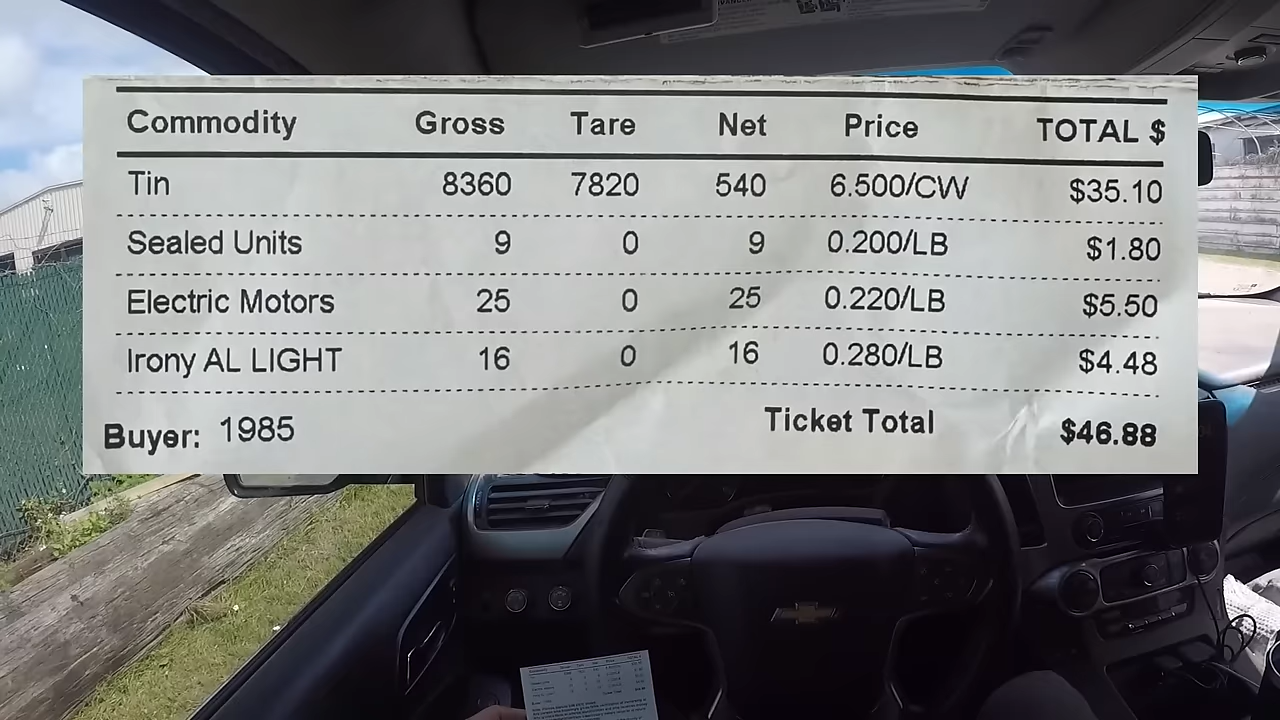 Commodity Gross Tare Net Price TOTAL $
Tin 8360 7820 540 6.500/CW $35.10
Sealed Units 9 0 9 0.200/LB $1.80
Electric Motors 25 0 25 0.220/LB $5.50
Irony AL LIGHT 16 0 16 0.280/LB $4.48
Buyer: 1985 Ticket Total $46.88